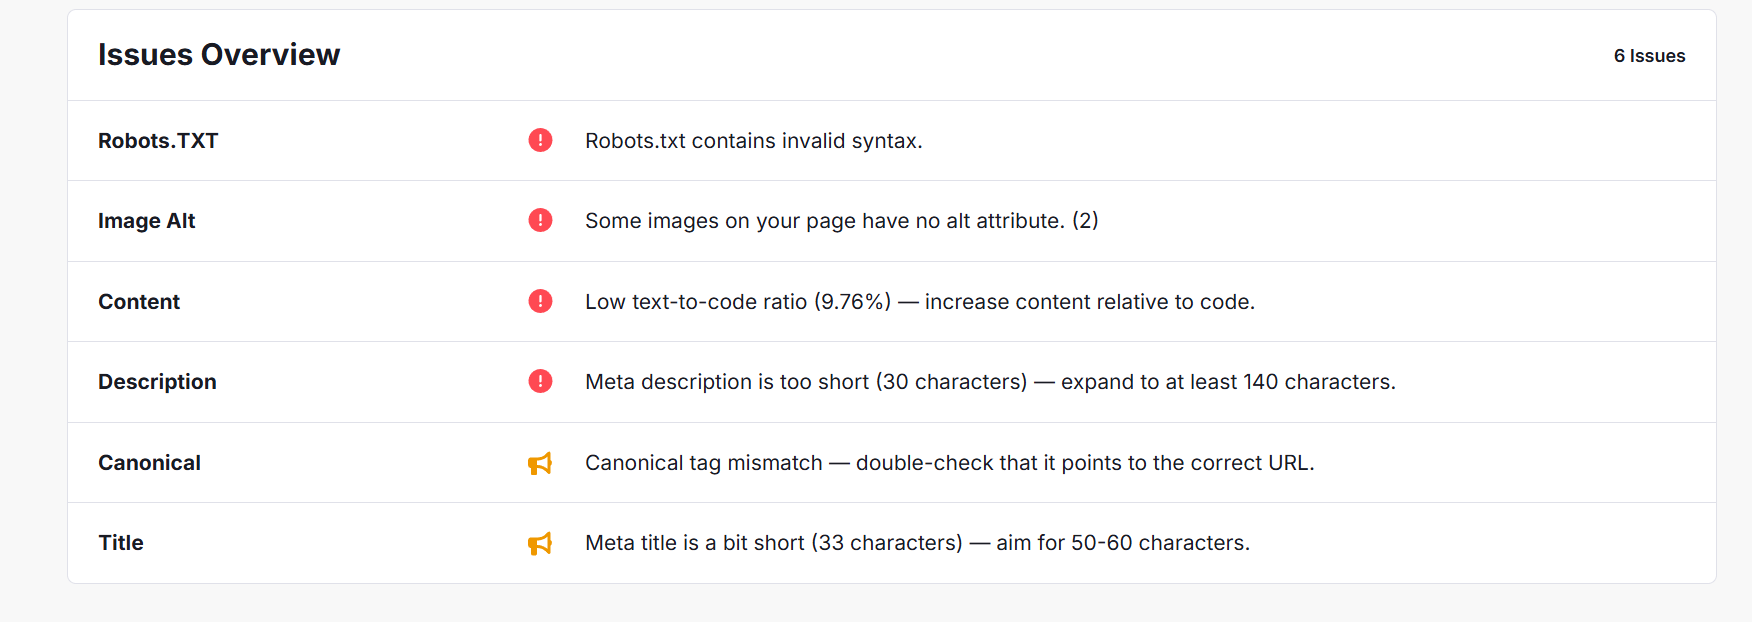 Issues Overview
6 Issues
Robots.TXT
Robots.txt contains invalid syntax.
Image Alt
Some images on your page have no alt attribute. (2)
Content
Low text-to-code ratio (9.76%) — increase content relative to code.
Description
Meta description is too short (30 characters) — expand to at least 140 characters.
Canonical
Canonical tag mismatch — double-check that it points to the correct URL.
Title
Meta title is a bit short (33 characters) — aim for 50-60 characters.